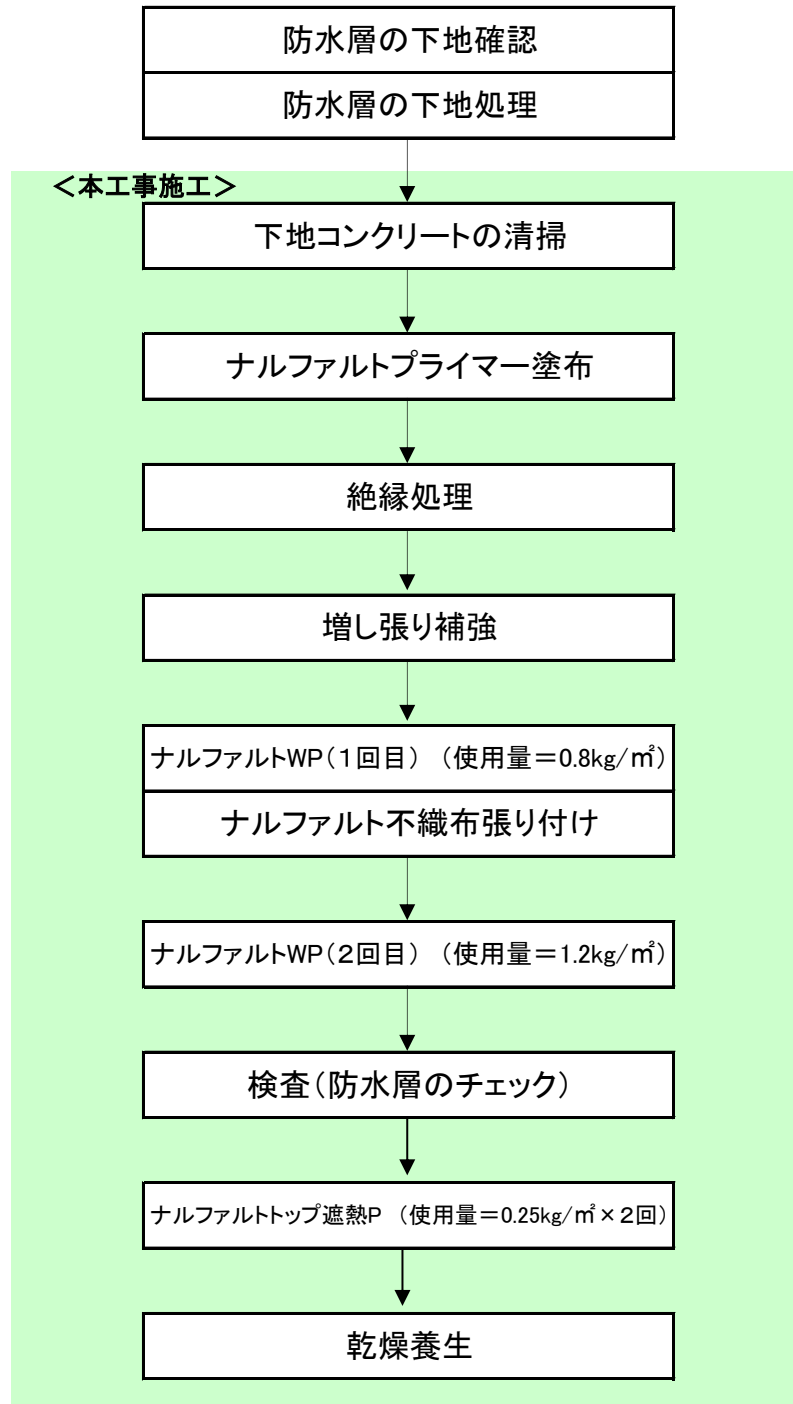 防水層の下地確認
防水層の下地処理
＜本工事施工＞
下地コンクリートの清掃
ナルファルトプライマー塗布
絶縁処理
増し張り補強
ナルファルトWP（１回目）　（使用量＝0.8kg/㎡）
ナルファルト不織布張り付け
ナルファルトWP（２回目）　（使用量＝1.2kg/㎡）
検査（防水層のチェック）
ナルファルトトップ遮熱P　（使用量＝0.25kg/㎡×２回）
乾燥養生